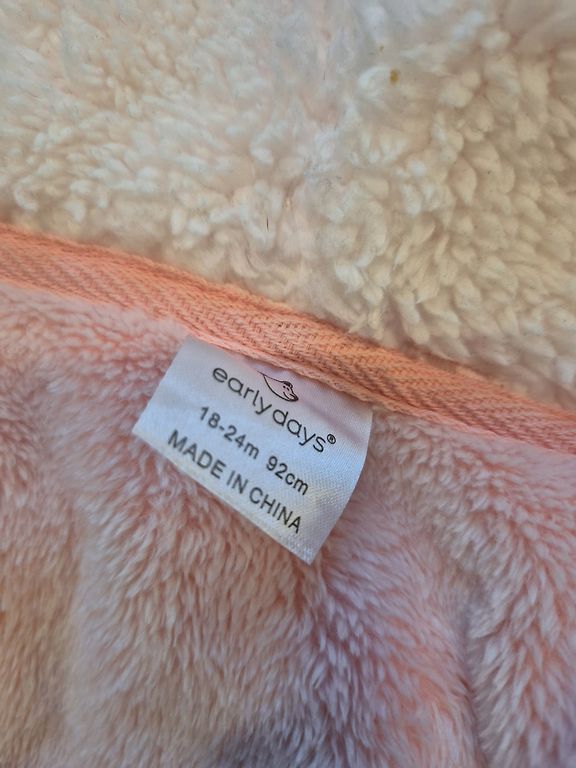 early days®
18-24m 92cm
MADE IN CHINA